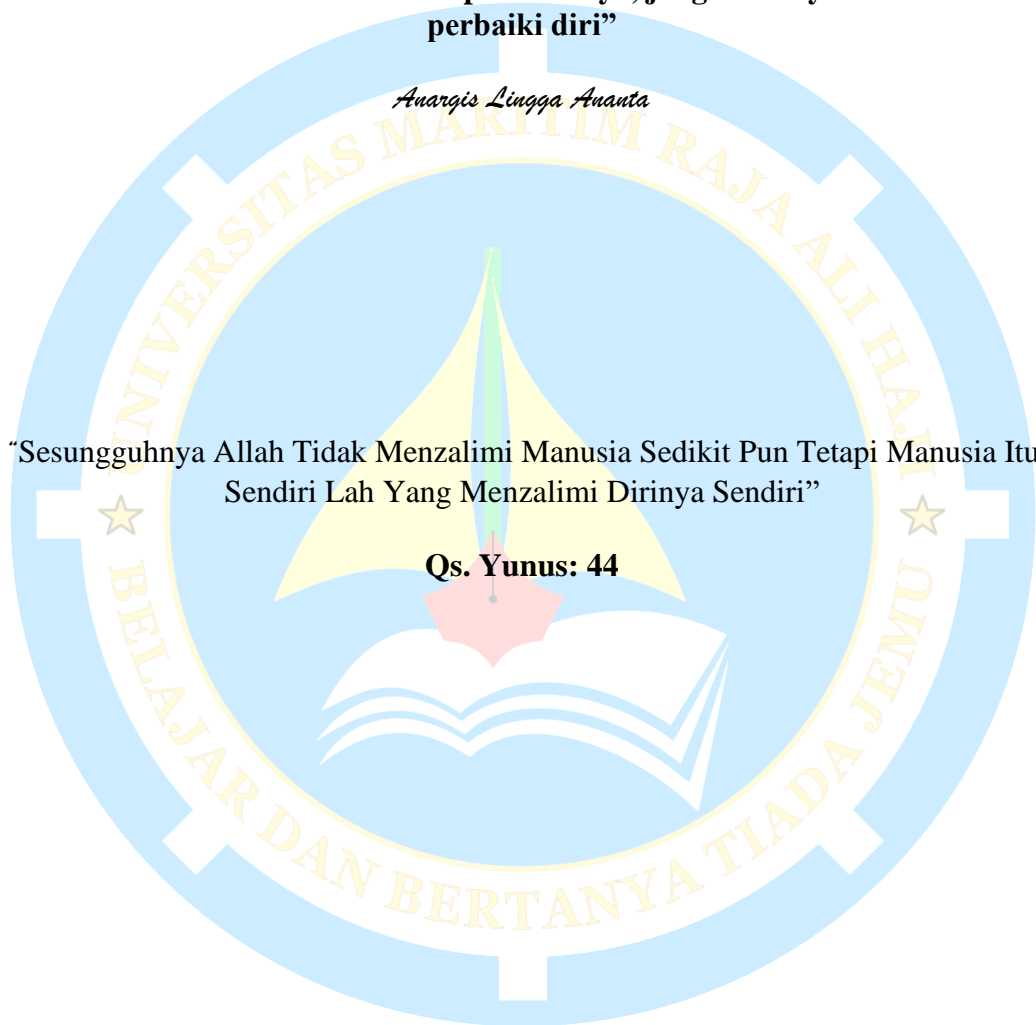 perbaiki diri”
Anargis Lingga Ananta
UNIVERSITAS MARITIM RAJA ALI HAJI
“Sesungguhnya Allah Tidak Menzalimi Manusia Sedikit Pun Tetapi Manusia Itu
Sendiri Lah Yang Menzalimi Dirinya Sendiri”
Qs. Yunus: 44
BELAJAR DAN BERTANYA TIADA JEMU